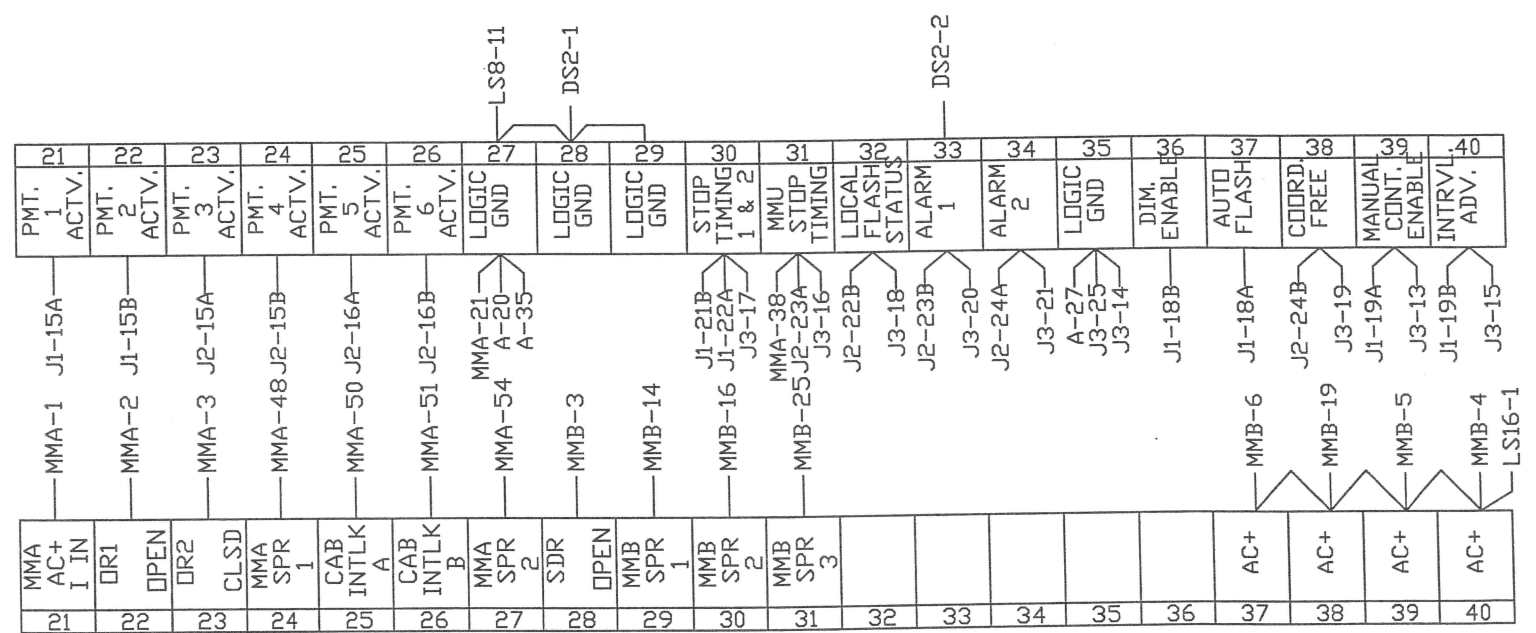 LS8-11
DS2-1
DS2-2
21 22 23 24 25 26 27 28 29 30 31 32 33 34 35 36 37 38 39 40
PMT. 1 ACTV.
PMT. 2 ACTV.
PMT. 3 ACTV.
PMT. 4 ACTV.
PMT. 5 ACTV.
PMT. 6 ACTV.
LOGIC GND
LOGIC GND
LOGIC GND
STOP TIMING 1 & 2
MMU STOP TIMING
LOCAL FLASH STATUS
ALARM 1
ALARM 2
LOGIC GND
DIM. ENABLE
AUTO FLASH
COORD. FREE
MANUAL CONT. ENABLE
INTRVL. ADV.
J1-15A
J1-15B
J2-15A
J2-15B
J2-16A
J2-16B
MMA-21
A-20
A-35
J1-21B
J1-22A
J3-17
MMA-38
J2-23A
J3-16
J2-22B
J3-18
J2-23B
J3-20
J2-24A
J3-21
A-27
J3-25
J3-14
J1-18B
J1-18A
J2-24B
J3-19
J1-19A
J3-13
J1-19B
J3-15
MMA-1
MMA-2
MMA-3
MMA-48
MMA-50
MMA-51
MMA-54
MMB-3
MMB-14
MMB-16
MMB-25
MMB-6
MMB-19
MMB-5
MMB-4
LS16-1
MMA AC+ I IN
OR1 OPEN
OR2 CLSD
MMA SPR 1
CAB INTLK A
CAB INTLK B
MMA SPR 2
SDR OPEN
MMB SPR 1
MMB SPR 2
MMB SPR 3
AC+
AC+
AC+
AC+
21 22 23 24 25 26 27 28 29 30 31 32 33 34 35 36 37 38 39 40